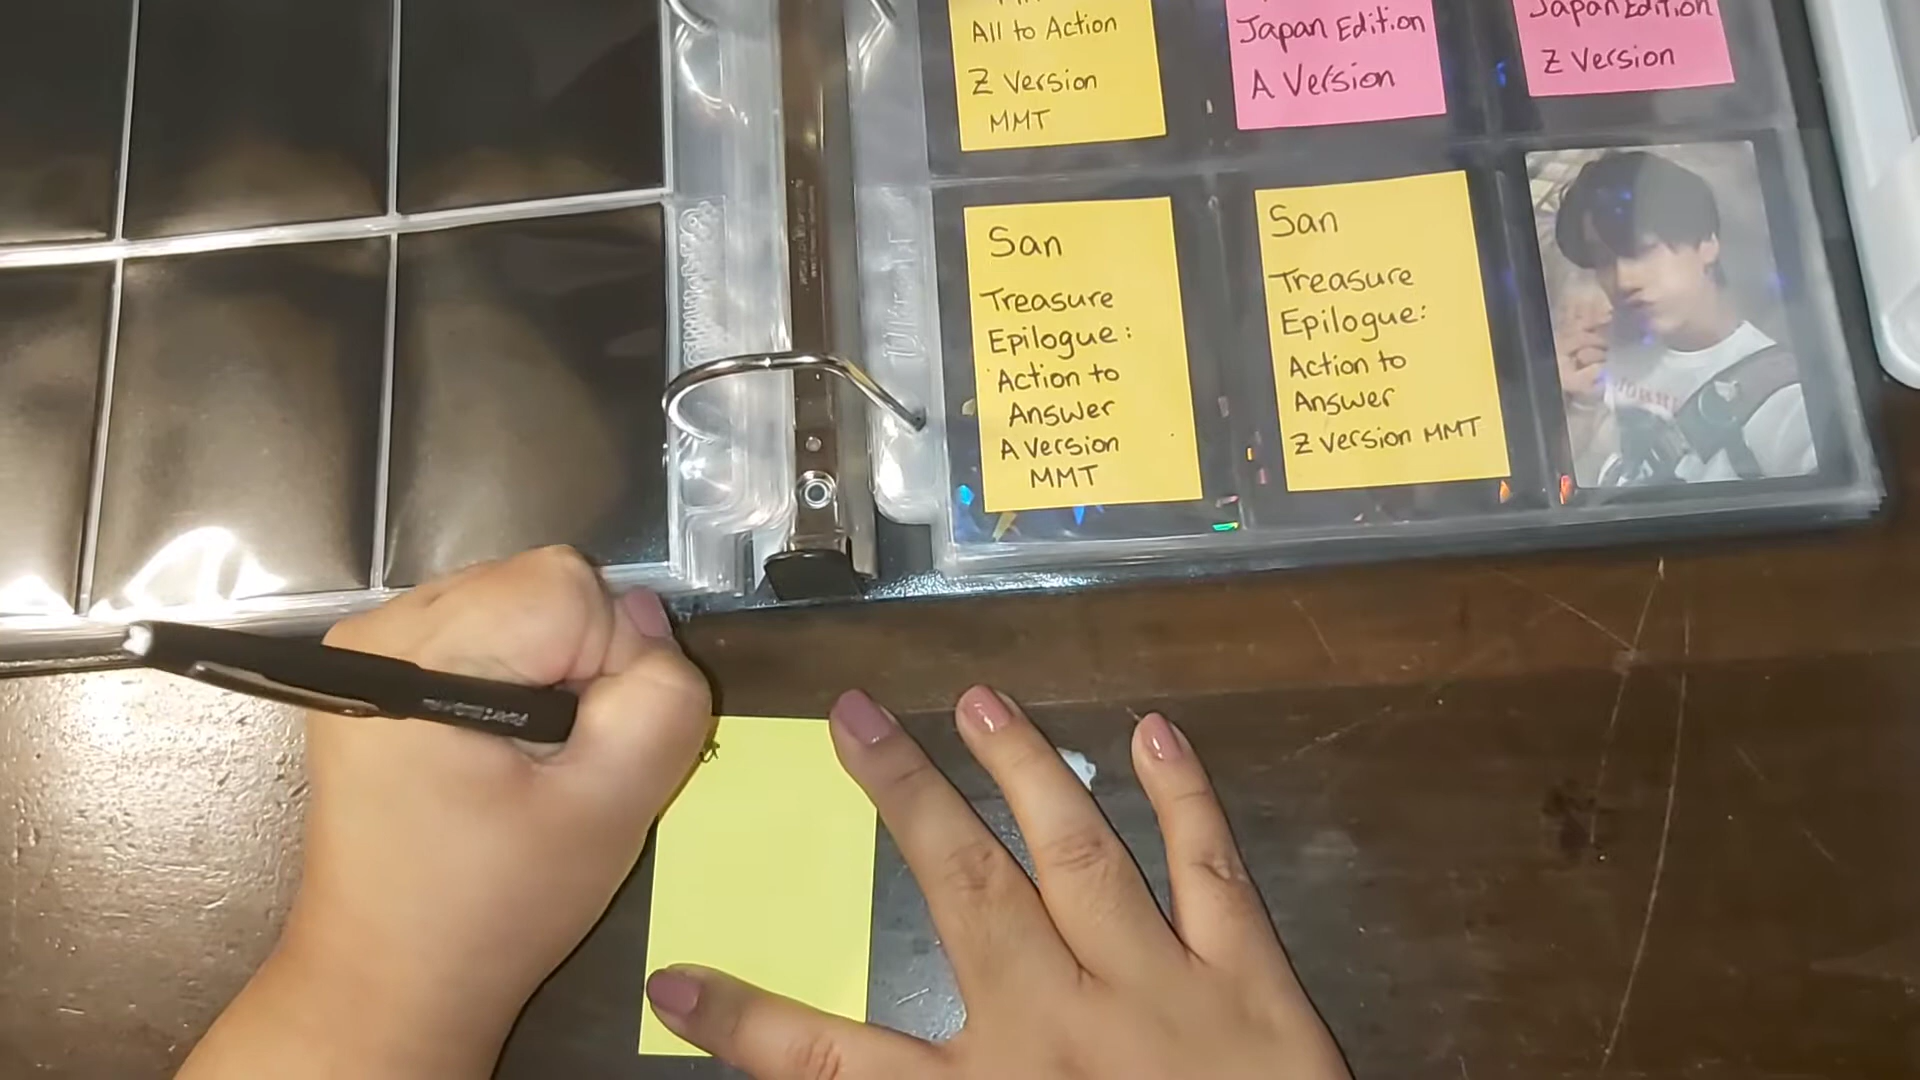 All to Action
Z Version
MMT
Japan Edition
A Version
Japan Edition
Z Version
San
Treasure
Epilogue:
Action to
Answer
A version
MMT
San
Treasure
Epilogue:
Action to
Answer
Z version MMT